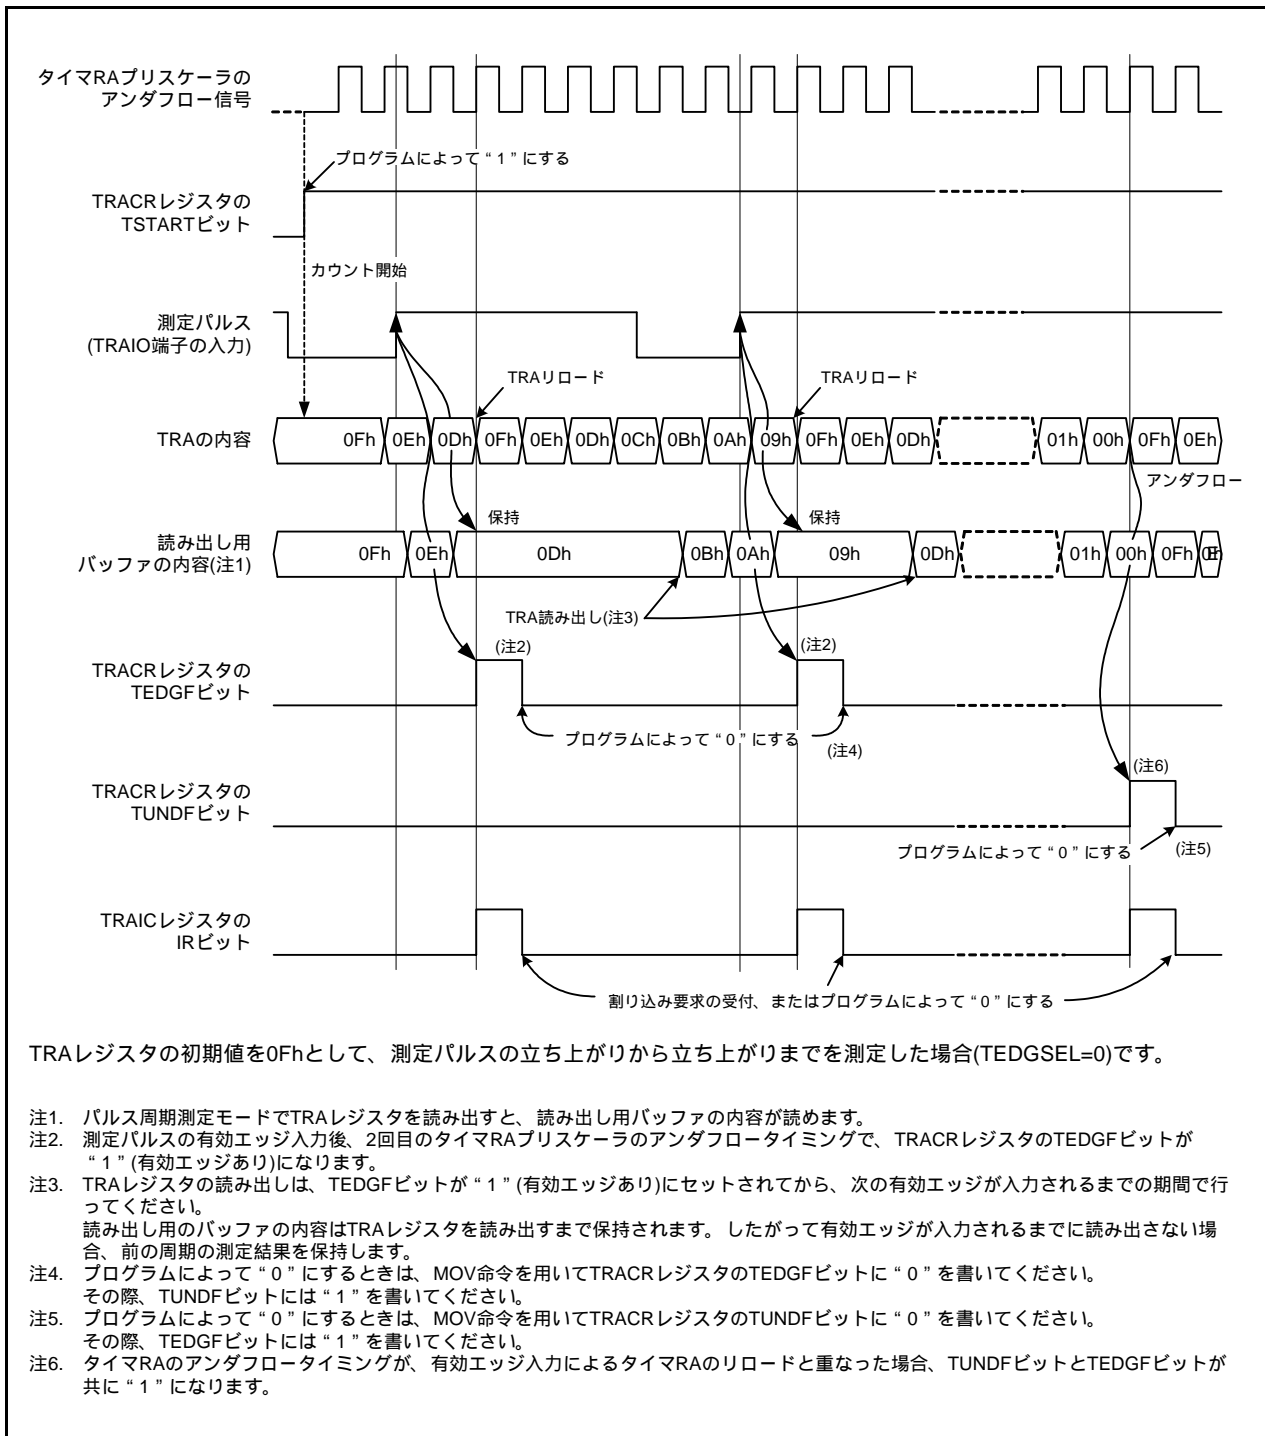 タイマRAプリスケーラの
アンダフロー信号
プログラムによって “ 1 ” にする
TRACRレジスタの
TSTARTビット
カウント開始
測定パルス
(TRAIO端子の入力)
TRAリロード
TRAリロード
TRAの内容
0Fh 0Eh 0Dh 0Fh 0Eh 0Dh 0Ch 0Bh 0Ah 09h 0Fh 0Eh 0Dh 01h 00h 0Fh 0Eh
アンダフロー
保持
保持
読み出し用
バッファの内容(注1)
0Fh 0Eh 0Dh 0Bh 0Ah 09h 0Dh 01h 00h 0Fh
TRA読み出し(注3)
(注2)
(注2)
TRACRレジスタの
TEDGFビット
プログラムによって “ 0 ” にする
(注4)
(注6)
TRACRレジスタの
TUNDFビット
プログラムによって “ 0 ” にする
(注5)
TRAICレジスタの
IRビット
割り込み要求の受付、またはプログラムによって “ 0 ” にする
TRAレジスタの初期値を0Fhとして、測定パルスの立ち上がりから立ち上がりまでを測定した場合(TEDGSEL=0)です。
注1. パルス周期測定モードでTRAレジスタを読み出すと、読み出し用バッファの内容が読めます。
注2. 測定パルスの有効エッジ入力後、2回目のタイマRAプリスケーラのアンダフロータイミングで、TRACRレジスタのTEDGFビットが
“ 1 ” (有効エッジあり)になります。
注3. TRAレジスタの読み出しは、TEDGFビットが “ 1 ” (有効エッジあり)にセットされてから、次の有効エッジが入力されるまでの期間で行
ってください。
読み出し用のバッファの内容はTRAレジスタを読み出すまで保持されます。したがって有効エッジが入力されるまでに読み出さない場
合、前の周期の測定結果を保持します。
注4. プログラムによって “ 0 ” にするときは、MOV命令を用いてTRACRレジスタのTEDGFビットに “ 0 ” を書いてください。
その際、TUNDFビットには “ 1 ” を書いてください。
注5. プログラムによって “ 0 ” にするときは、MOV命令を用いてTRACRレジスタのTUNDFビットに “ 0 ” を書いてください。
その際、TEDGFビットには “ 1 ” を書いてください。
注6. タイマRAのアンダフロータイミングが、有効エッジ入力によるタイマRAのリロードと重なった場合、TUNDFビットとTEDGFビットが
共に “ 1 ” になります。